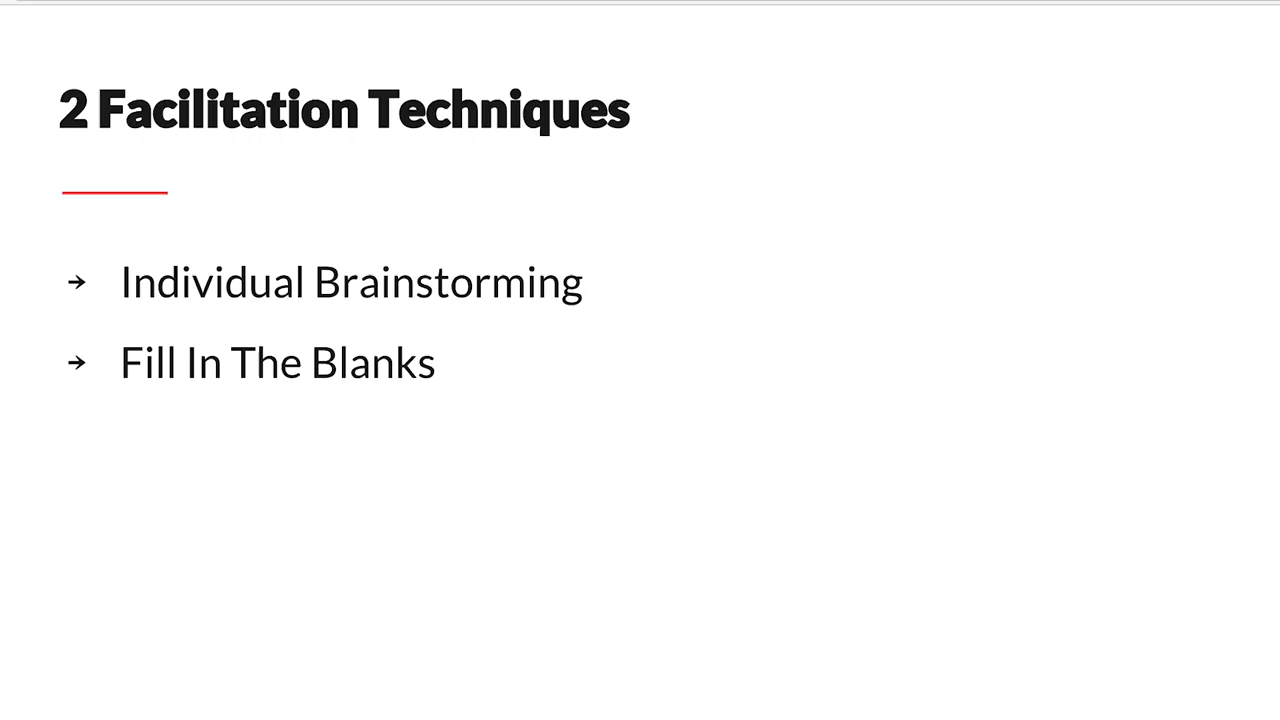 2 Facilitation Techniques
→ Individual Brainstorming
→ Fill In The Blanks